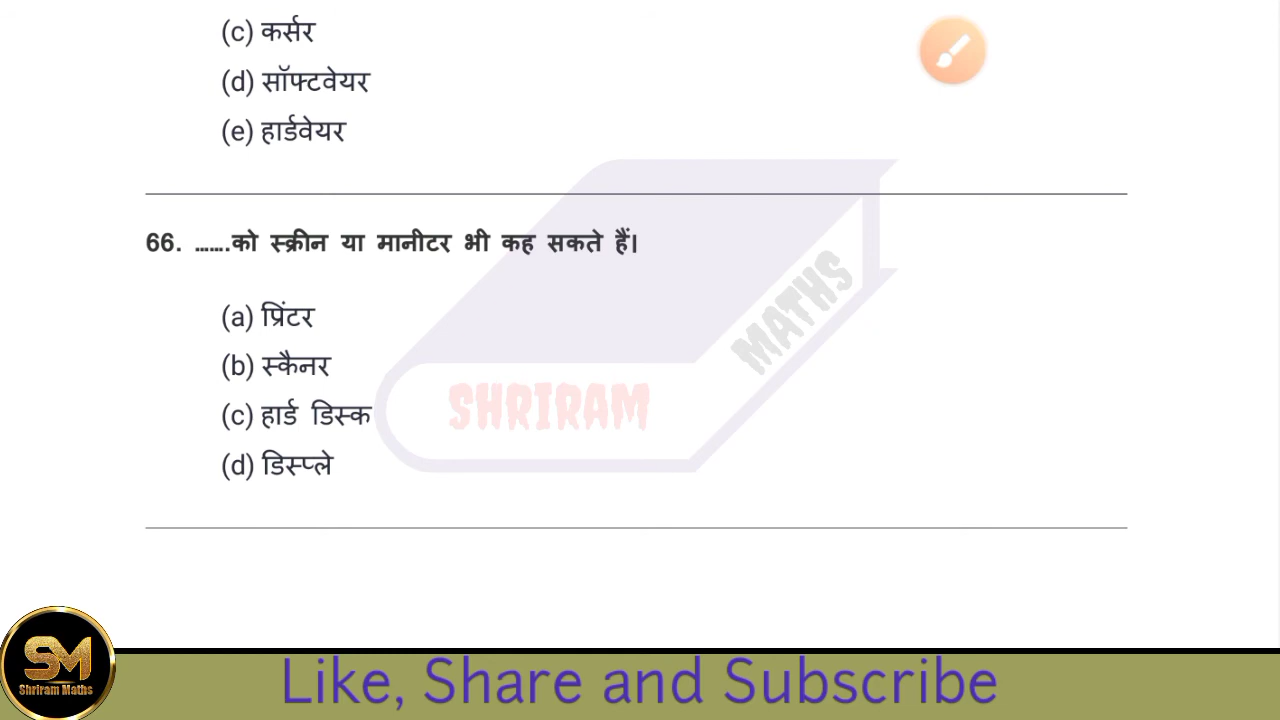 (c) कर्सर
(d) सॉफ्टवेयर
(e) हार्डवेयर
66. …….को स्क्रीन या मानीटर भी कह सकते हैं।
(a) प्रिंटर
(b) स्कैनर
(c) हार्ड डिस्क
(d) डिस्प्ले
SHRIRAM
MATHS
SM
Shriram Maths
Like, Share and Subscribe